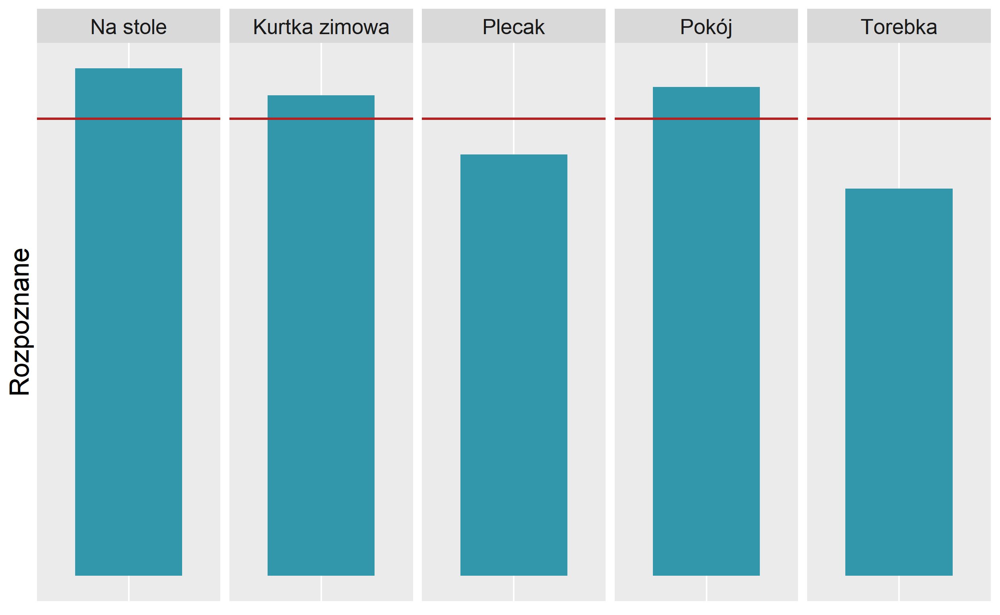 Na stole
Kurtka zimowa
Plecak
Pokój
Torebka
Rozpoznane